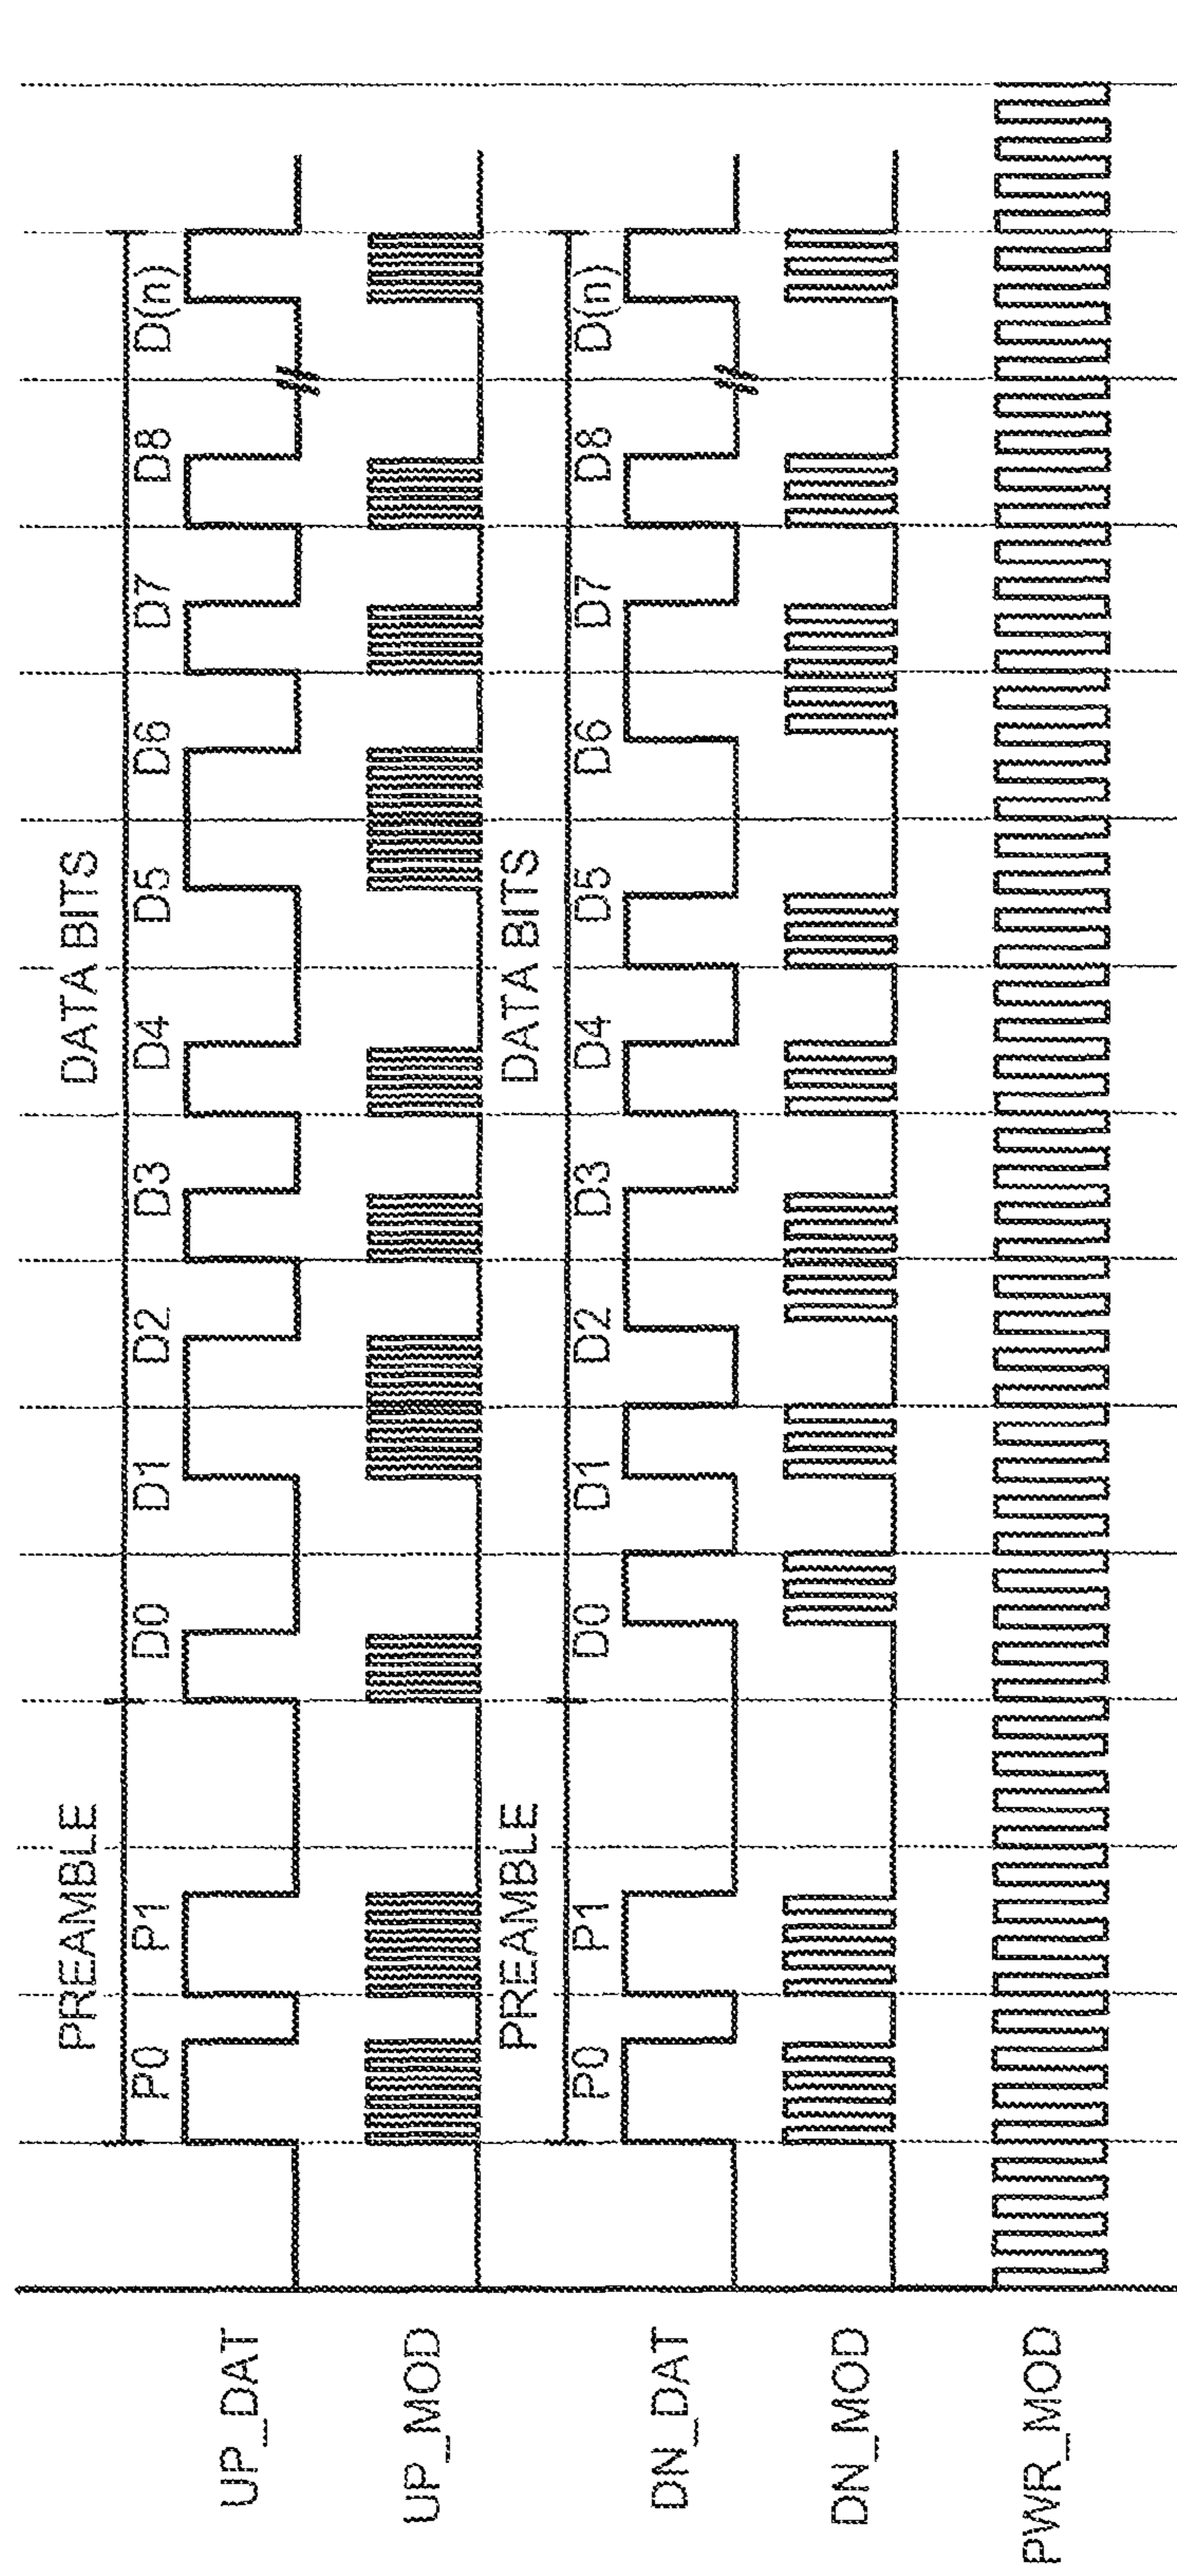 PREAMBLE DATA BITS
P0 P1 D0 D1 D2 D3 D4 D5 D6 D7 D8 D(n)
UP_DAT
UP_MOD
PREAMBLE DATA BITS
P0 P1 D0 D1 D2 D3 D4 D5 D6 D7 D8 D(n)
DN_DAT
DN_MOD
PWR_MOD